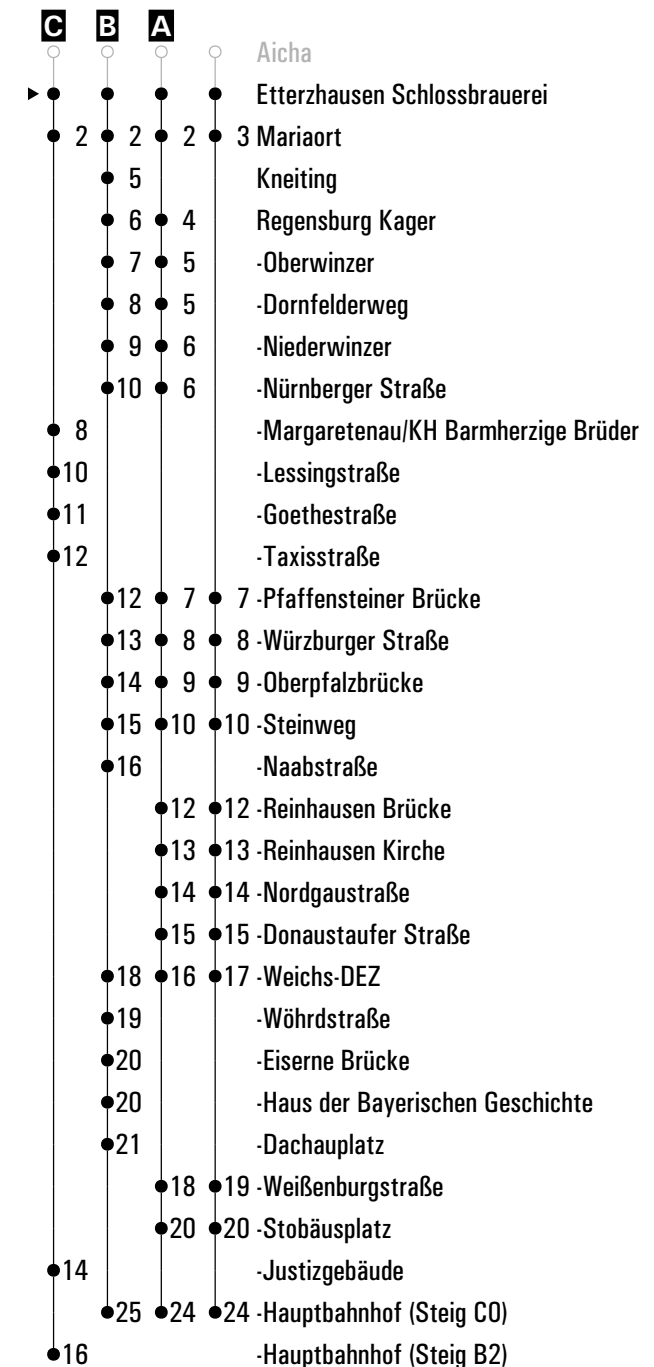 C B A
Aicha
Etterzhausen Schlossbrauerei
2 2 2 3 Mariaort
5 Kneiting
6 4 Regensburg Kager
7 5 -Oberwinzer
8 5 -Dornfelderweg
9 6 -Niederwinzer
10 6 -Nürnberger Straße
8 -Margaretenau/KH Barmherzige Brüder
10 -Lessingstraße
11 -Goethestraße
12 -Taxisstraße
12 7 7 -Pfaffensteiner Brücke
13 8 8 -Würzburger Straße
14 9 9 -Oberpfalzbrücke
15 10 10 -Steinweg
16 -Naabstraße
12 12 -Reinhausen Brücke
13 13 -Reinhausen Kirche
14 14 -Nordgaustraße
15 15 -Donaustaufer Straße
18 16 17 -Weichs-DEZ
19 -Wöhrdstraße
20 -Eiserne Brücke
20 -Haus der Bayerischen Geschichte
21 -Dachauplatz
18 19 -Weißenburgstraße
20 20 -Stobäusplatz
14 -Justizgebäude
25 24 24 -Hauptbahnhof (Steig C0)
16 -Hauptbahnhof (Steig B2)